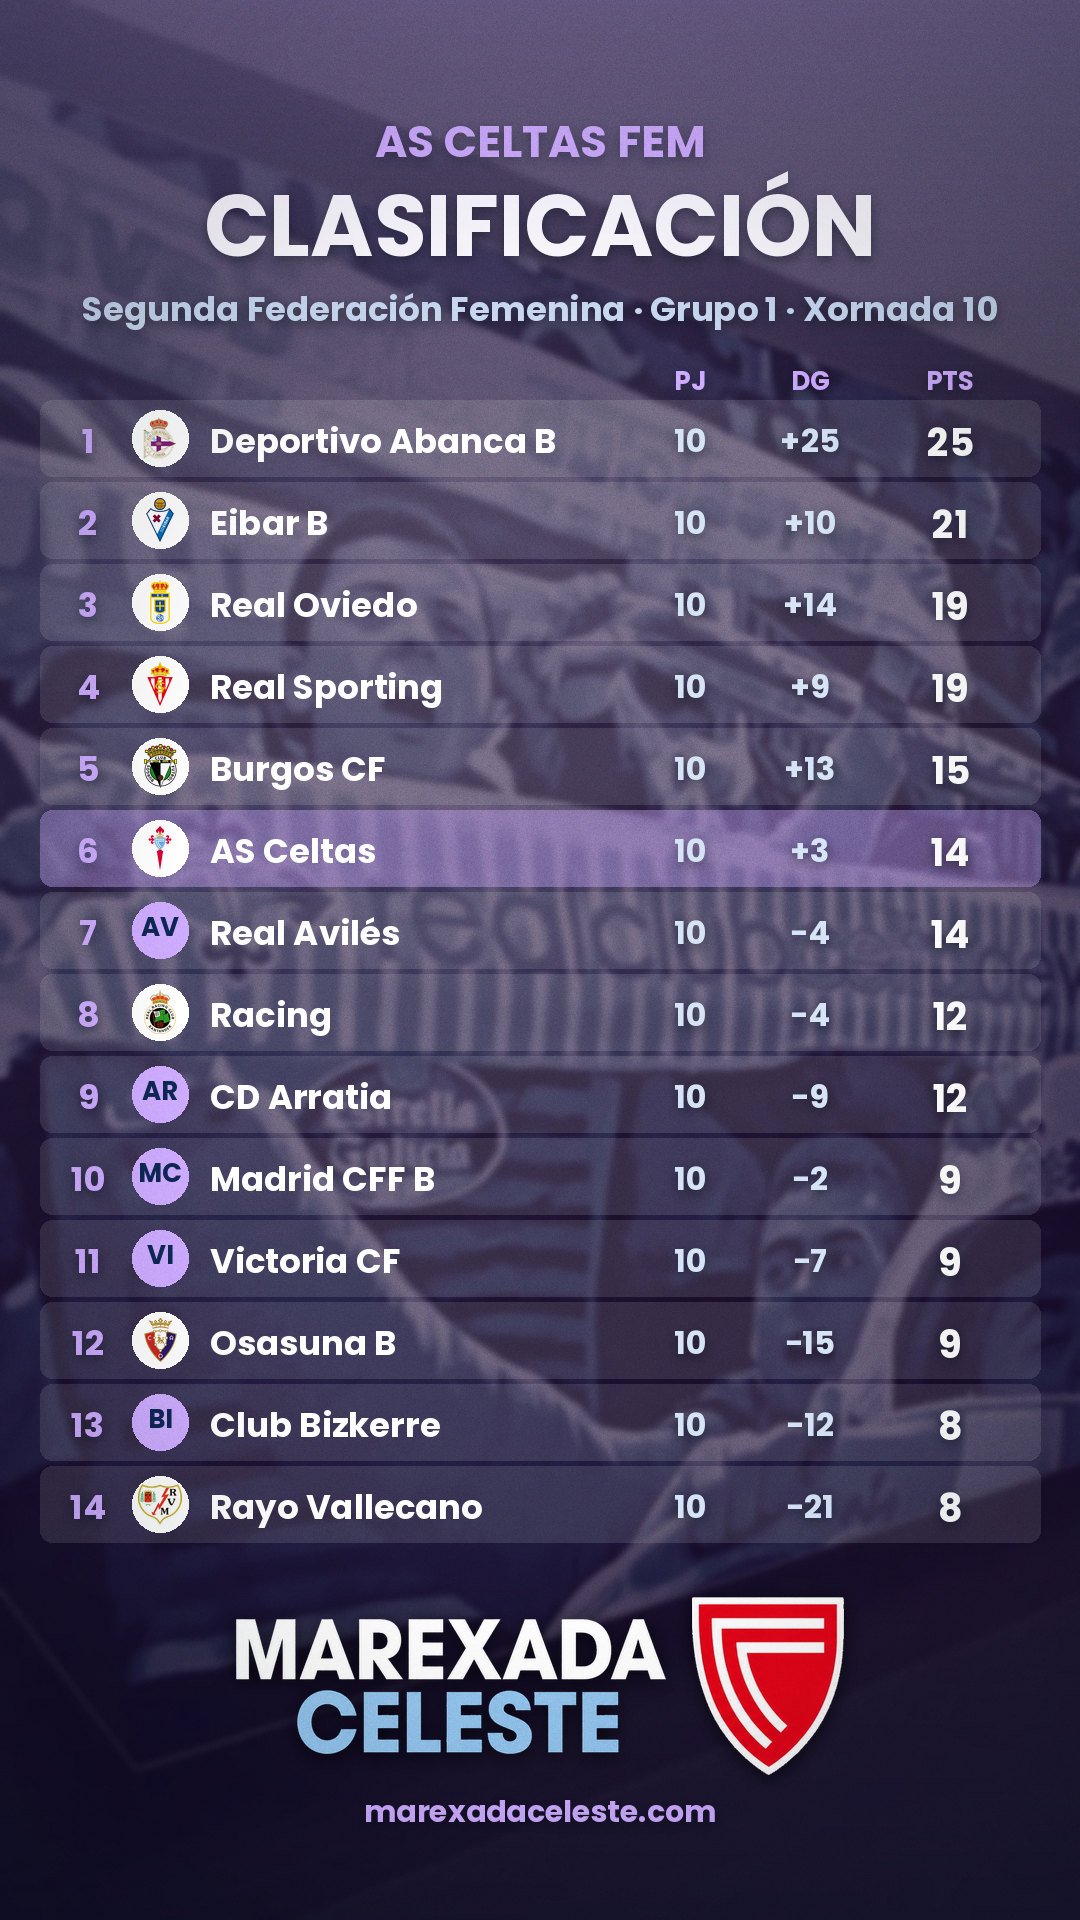 AS CELTAS FEM
CLASIFICACIÓN
Segunda Federación Femenina · Grupo 1 · Xornada 10
PJ DG PTS
1 Deportivo Abanca B 10 +25 25
2 Eibar B 10 +10 21
3 Real Oviedo 10 +14 19
4 Real Sporting 10 +9 19
5 Burgos CF 10 +13 15
6 AS Celtas 10 +3 14
7 AV Real Avilés 10 -4 14
8 Racing 10 -4 12
9 AR CD Arratia 10 -9 12
Estrella
Galicia
10 MC Madrid CFF B 10 -2 9
11 VI Victoria CF 10 -7 9
12 Osasuna B 10 -15 9
13 BI Club Bizkerre 10 -12 8
14 RVM Rayo Vallecano 10 -21 8
MAREXADA
CELESTE
marexadaceleste.com